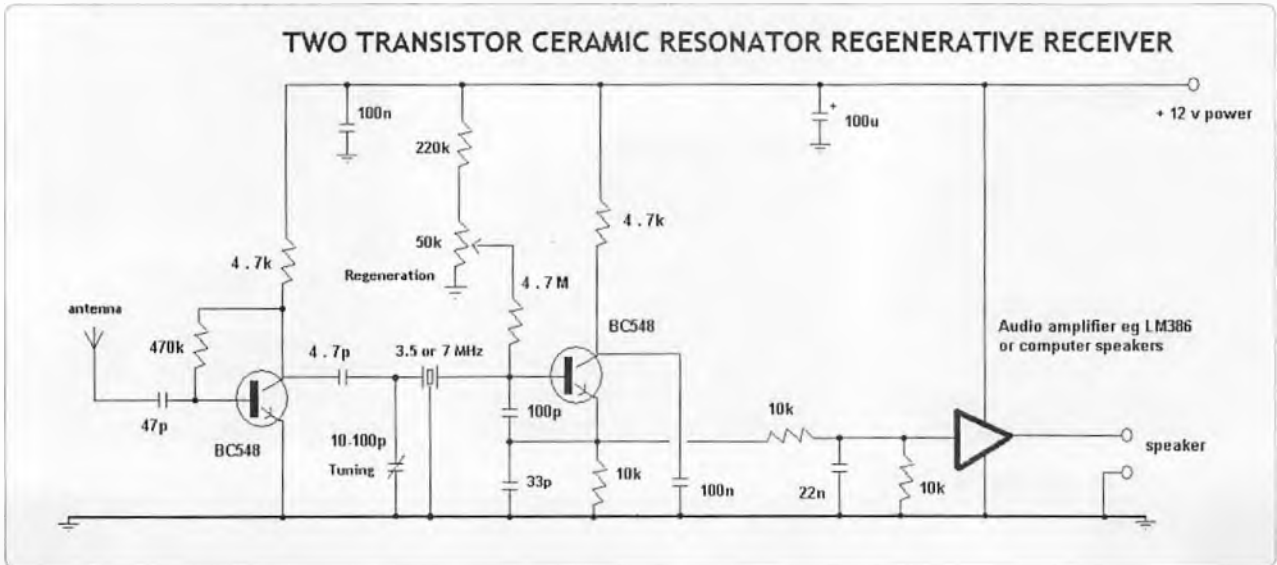 TWO TRANSISTOR CERAMIC RESONATOR REGENERATIVE RECEIVER
100n
100u
+
+ 12 v power
220k
4 . 7k
50k
4 . 7k
Regeneration
4 . 7M
antenna
BC548
Audio amplifier eg LM386
or computer speakers
470k
4 . 7p
3.5 or 7 MHz
100p
10k
47p
BC548
10-100p
Tuning
33p
10k
100n
22n
10k
speaker